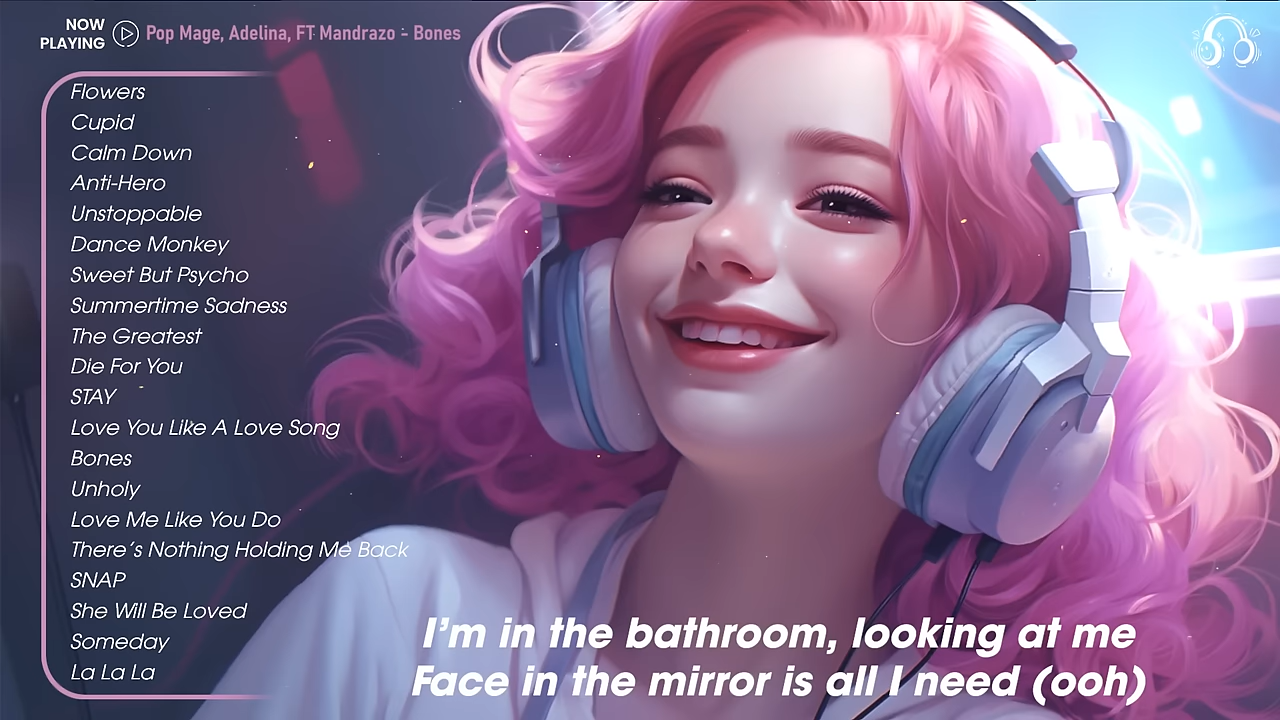 NOW
PLAYING
Pop Mage, Adelina, FT Mandrazo - Bones
Flowers
Cupid
Calm Down
Anti-Hero
Unstoppable
Dance Monkey
Sweet But Psycho
Summertime Sadness
The Greatest
Die For You
STAY
Love You Like A Love Song
Bones
Unholy
Love Me Like You Do
There's Nothing Holding Me Back
SNAP
She Will Be Loved
Someday
La La La
I'm in the bathroom, looking at me
Face in the mirror is all I need (ooh)